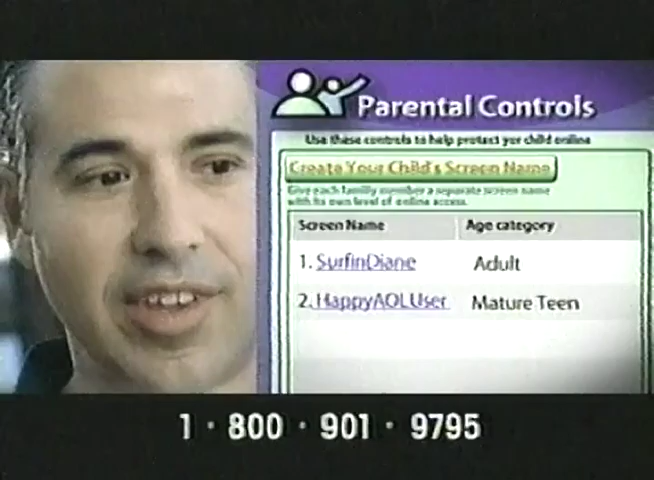 Parental Controls
Use these controls to help protect yor child online
Create Your Child's Screen Name
Give each family member a separate screen name
with its own level of online access.
Screen Name Age category
1. SurfinDiane Adult
2. HappyAOLUser Mature Teen
1 · 800 · 901 · 9795